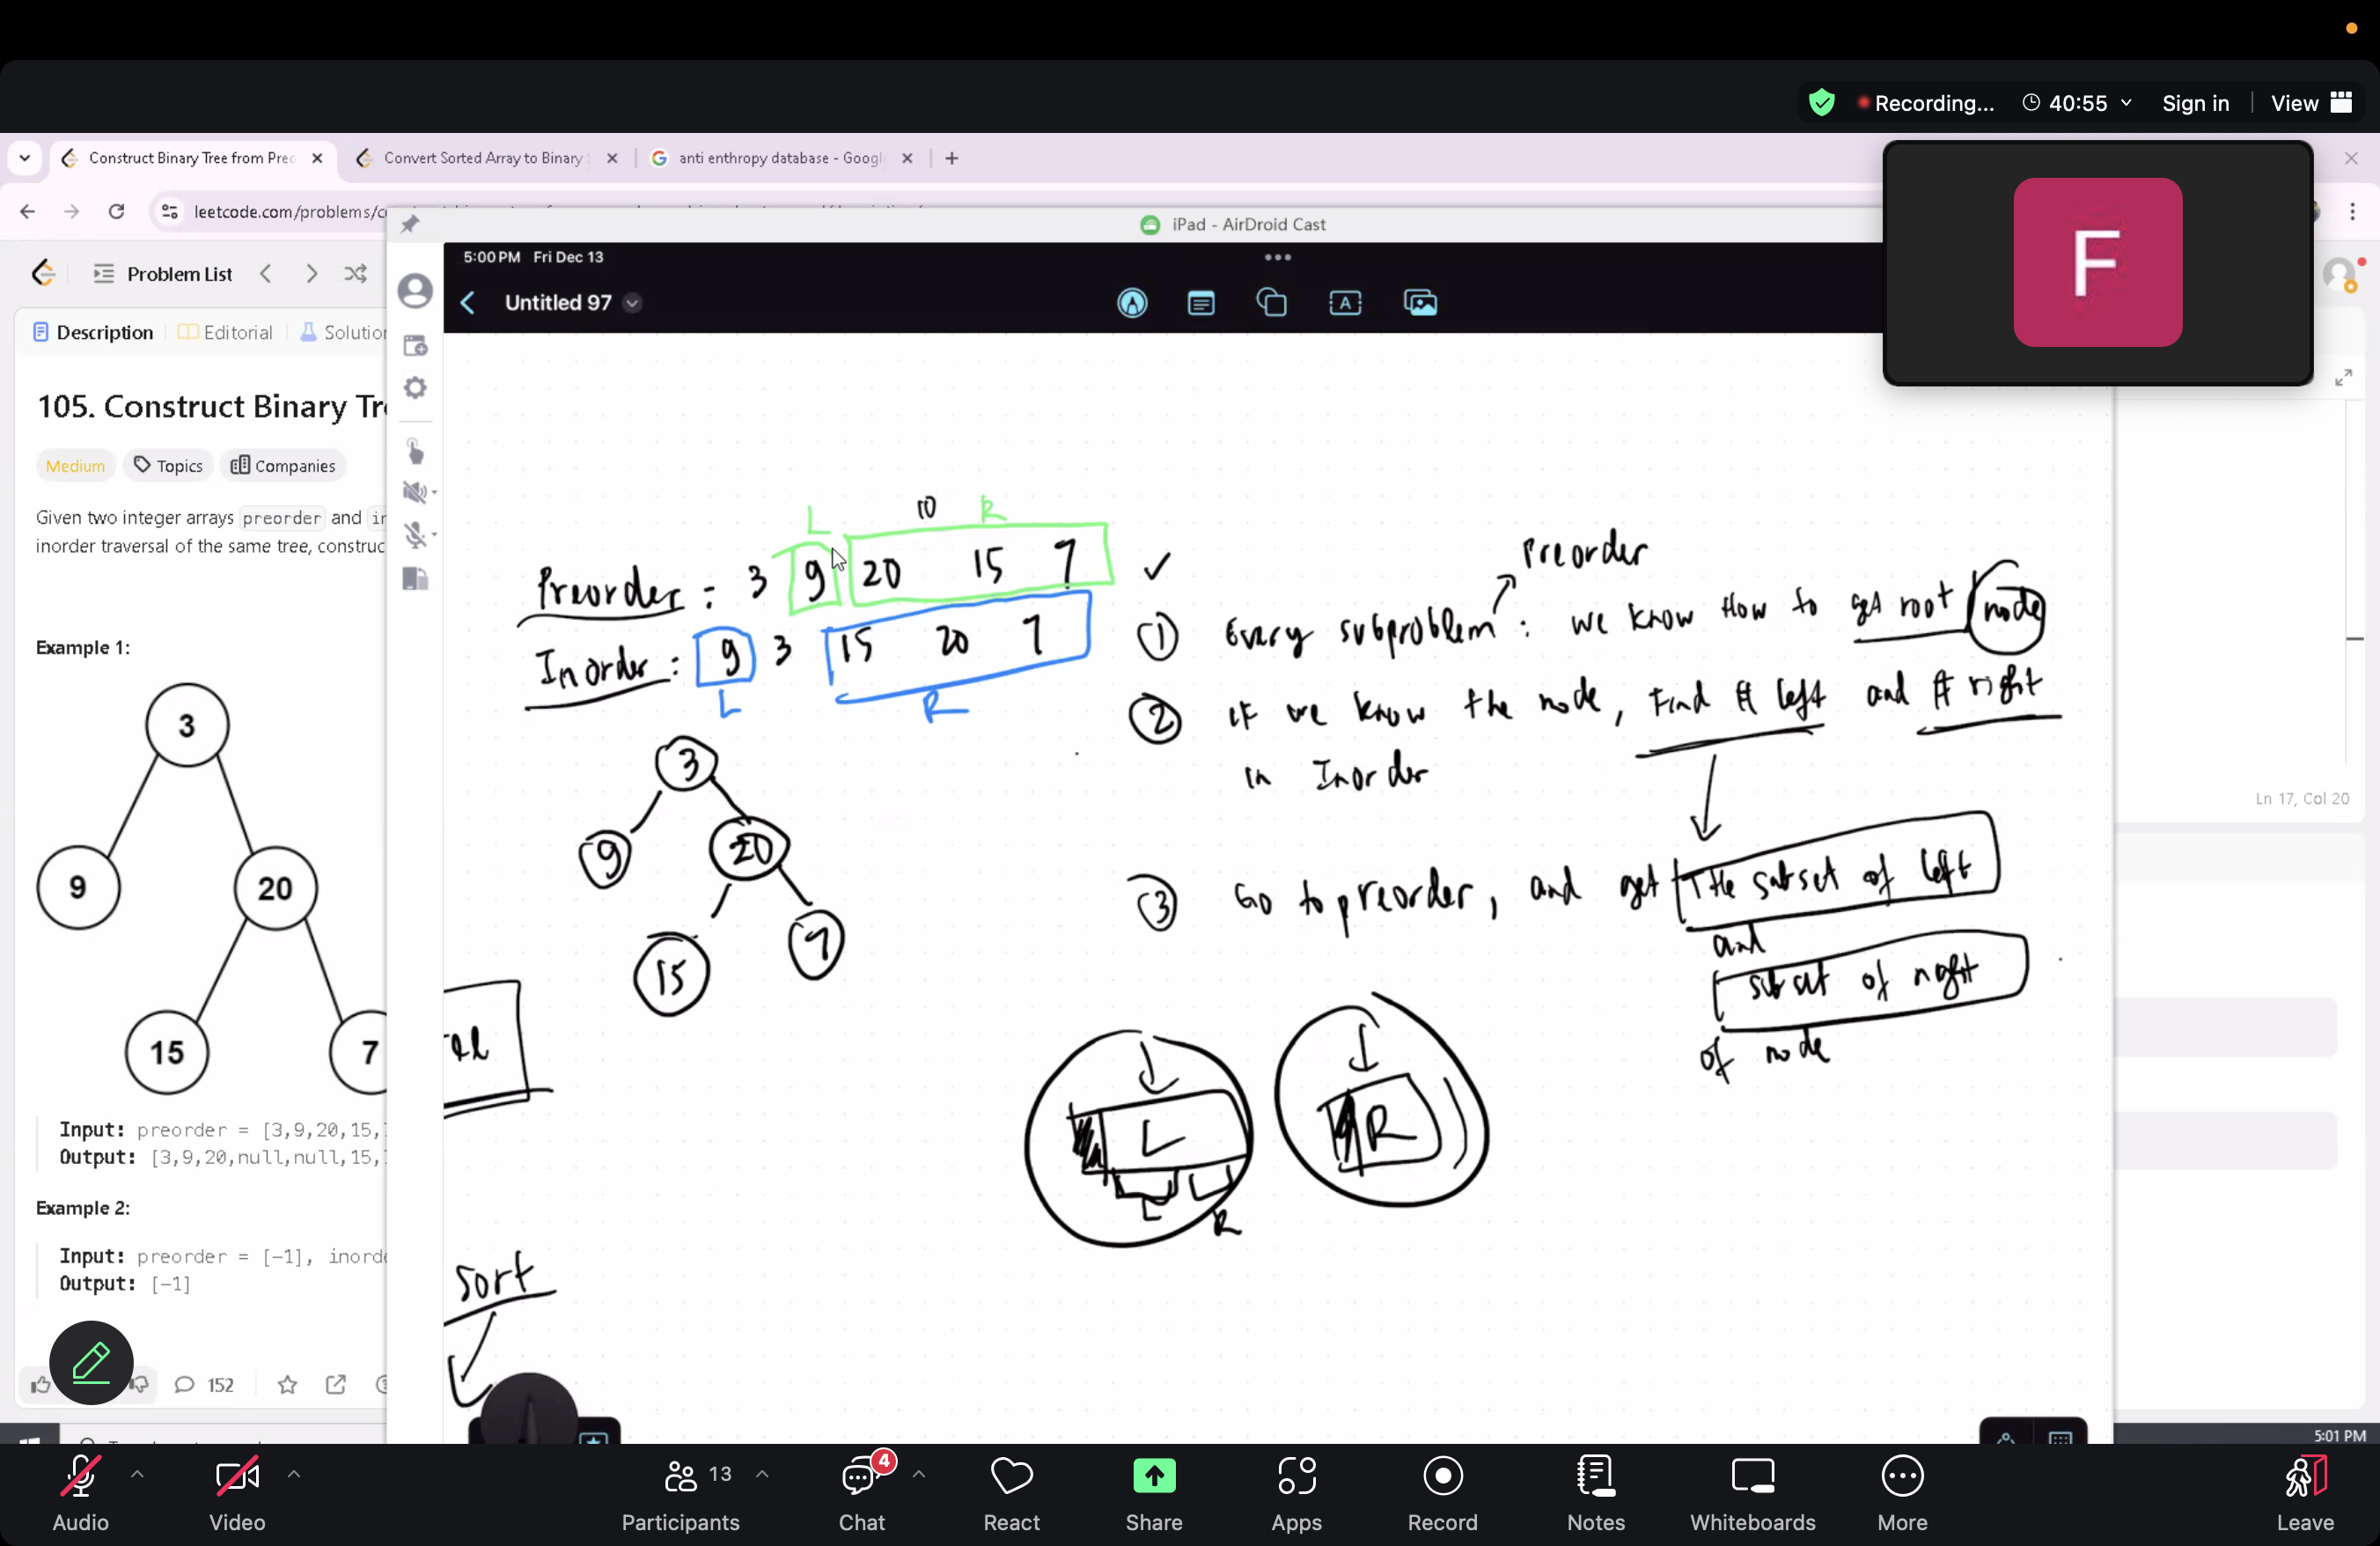 Recording...
40:55
Sign in
View
Construct Binary Tree from Preo
Convert Sorted Array to Binary
anti enthropy database - Googl
leetcode.com/problems/c
iPad - AirDroid Cast
5:00 PM Fri Dec 13
Untitled 97
Problem List
Description
Editorial
Solution
F
105. Construct Binary Tr
Medium
Topics
Companies
Given two integer arrays preorder and in
inorder traversal of the same tree, construc
Example 1:
3
9
20
15
7
Input: preorder = [3,9,20,15,
Output: [3,9,20,null,null,15,
Example 2:
Input: preorder = [-1], inorde
Output: [-1]
152
L 10 R
Preorder : 3 9 20 15 7
Inorder : 9 3 15 20 7
L R
3
9 20
15 7
Preorder
1 Every subproblem : we know how to get root / node
2 If we know the node, find # left and # right
in Inorder
3 Go to preorder, and get the subset of left
and
subset of right
of node
L
R
L
R
sort
Ln 17, Col 20
5:01 PM
Audio
Video
13
Participants
4
Chat
React
Share
Apps
Record
Notes
Whiteboards
More
Leave